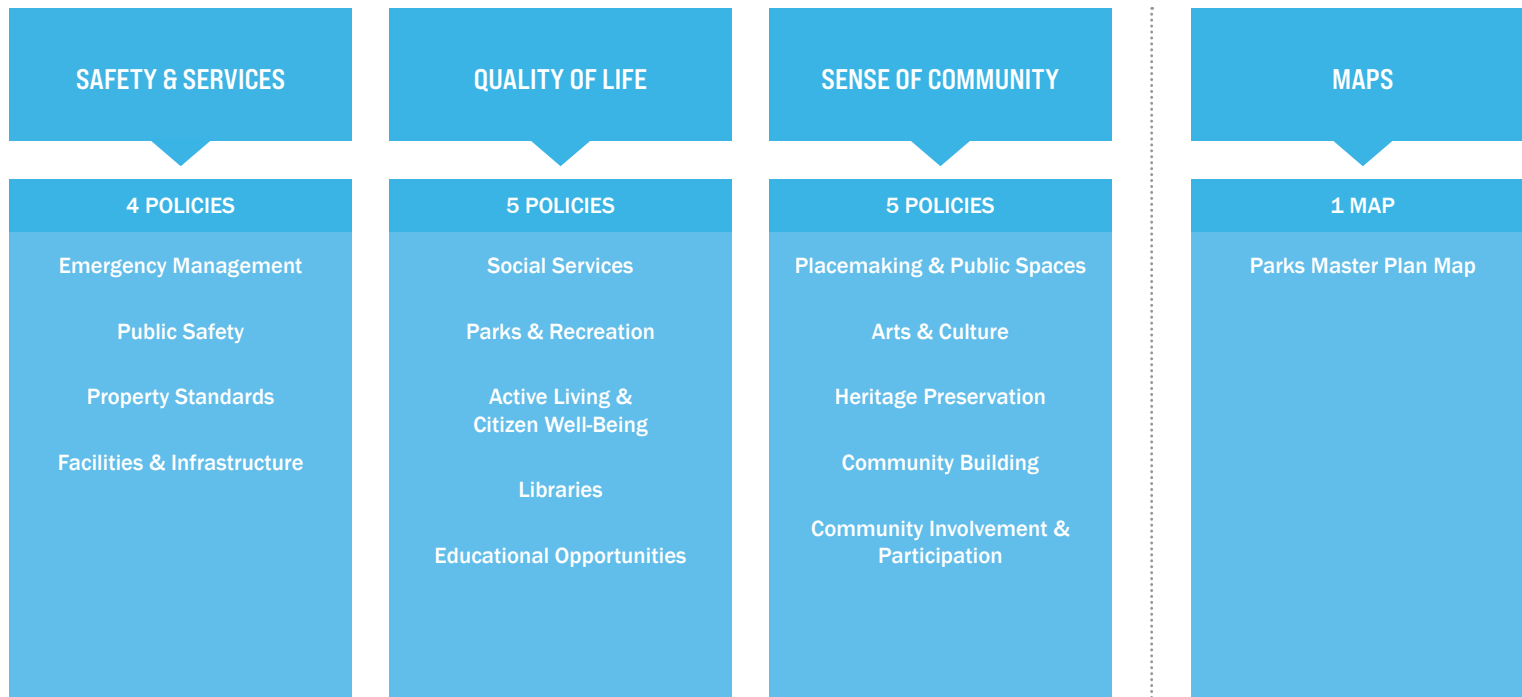 SAFETY & SERVICES
4 POLICIES
Emergency Management
Public Safety
Property Standards
Facilities & Infrastructure
QUALITY OF LIFE
5 POLICIES
Social Services
Parks & Recreation
Active Living &
Citizen Well-Being
Libraries
Educational Opportunities
SENSE OF COMMUNITY
5 POLICIES
Placemaking & Public Spaces
Arts & Culture
Heritage Preservation
Community Building
Community Involvement &
Participation
MAPS
1 MAP
Parks Master Plan Map